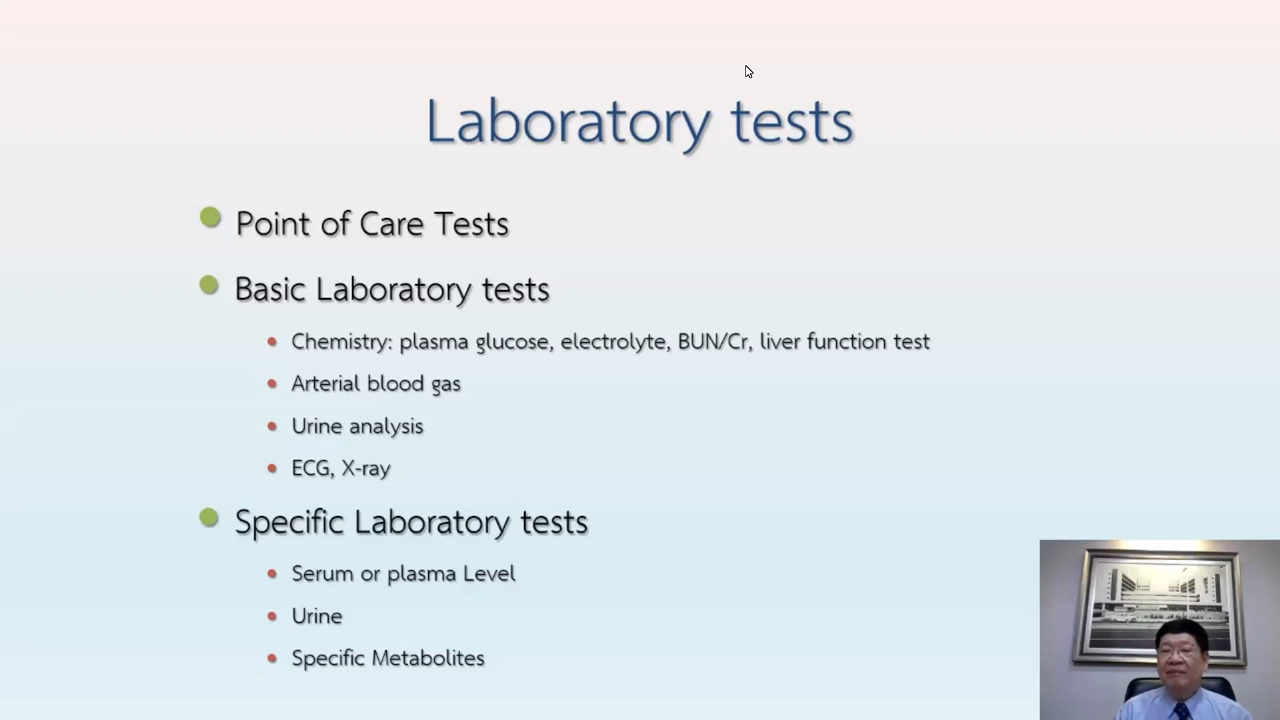 Laboratory tests
Point of Care Tests
Basic Laboratory tests
Chemistry: plasma glucose, electrolyte, BUN/Cr, liver function test
Arterial blood gas
Urine analysis
ECG, X-ray
Specific Laboratory tests
Serum or plasma Level
Urine
Specific Metabolites